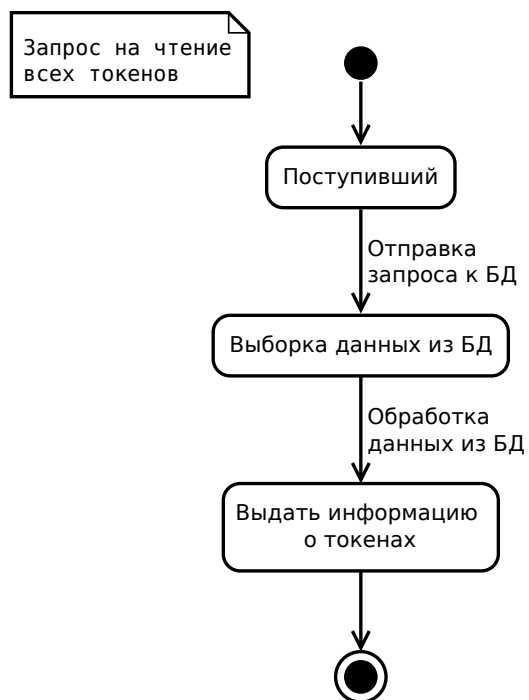 Запрос на чтение
всех токенов
Поступивший
Отправка
запроса к БД
Выборка данных из БД
Обработка
данных из БД
Выдать информацию
о токенах